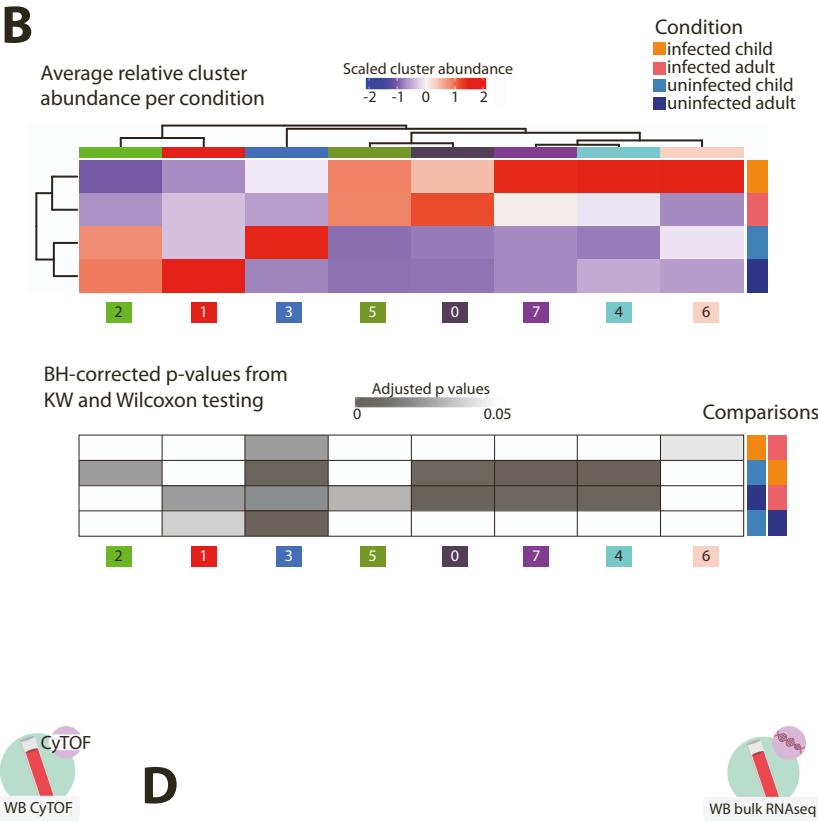 B
Average relative cluster
abundance per condition
Scaled cluster abundance
-2 -1 0 1 2
Condition
infected child
infected adult
uninfected child
uninfected adult
2 1 3 5 0 7 4 6
BH-corrected p-values from
KW and Wilcoxon testing
Adjusted p values
0 0.05
Comparisons
2 1 3 5 0 7 4 6
CyTOF
WB CyTOF
D
WB bulk RNAseq